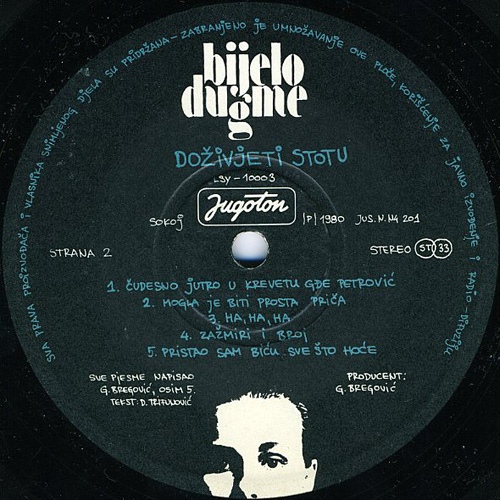 SVA PRAVA PROIZVOĐAČA I VLASNIKA SNIMLJENOG DJELA SU PRIDRŽANA – ZABRANJENO JE UMNOŽAVANJE OVE PLOČE, KORIŠĆENJE ZA JAVNO IZVOĐENJE I RADIO-DIFUZIJU
bijelo
dugme
DOŽIVJETI STOTU
LSY – 10003
SOKOJ Jugoton |P| 1980 JUS. N. N4 201
STRANA 2 STEREO ST 33
1. ČUDESNO JUTRO U KREVETU GDE PETROVIĆ
2. MOGLA JE BITI PROSTA PRIČA
3. HA, HA, HA
4. ZAŽMIRI I BROJ
5. PRISTAO SAM BIĆU SVE ŠTO HOĆE
SVE PJESME NAPISAO
G. BREGOVIĆ, OSIM 5.
TEKST: D. TRIFUNOVIĆ
PRODUCENT:
G. BREGOVIĆ